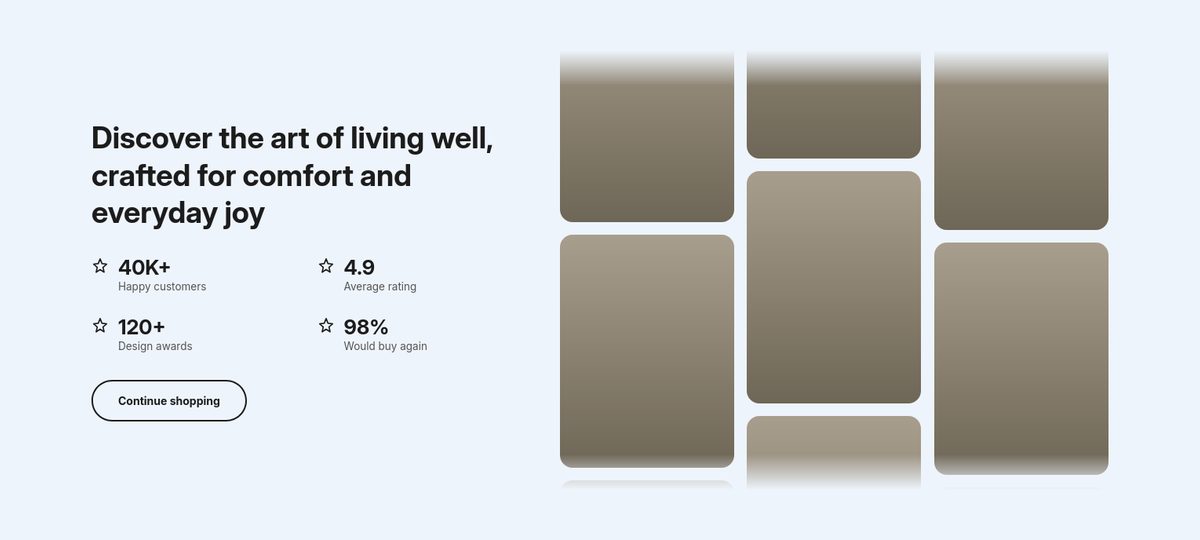 Discover the art of living well,
crafted for comfort and
everyday joy
40K+
Happy customers
4.9
Average rating
120+
Design awards
98%
Would buy again
Continue shopping